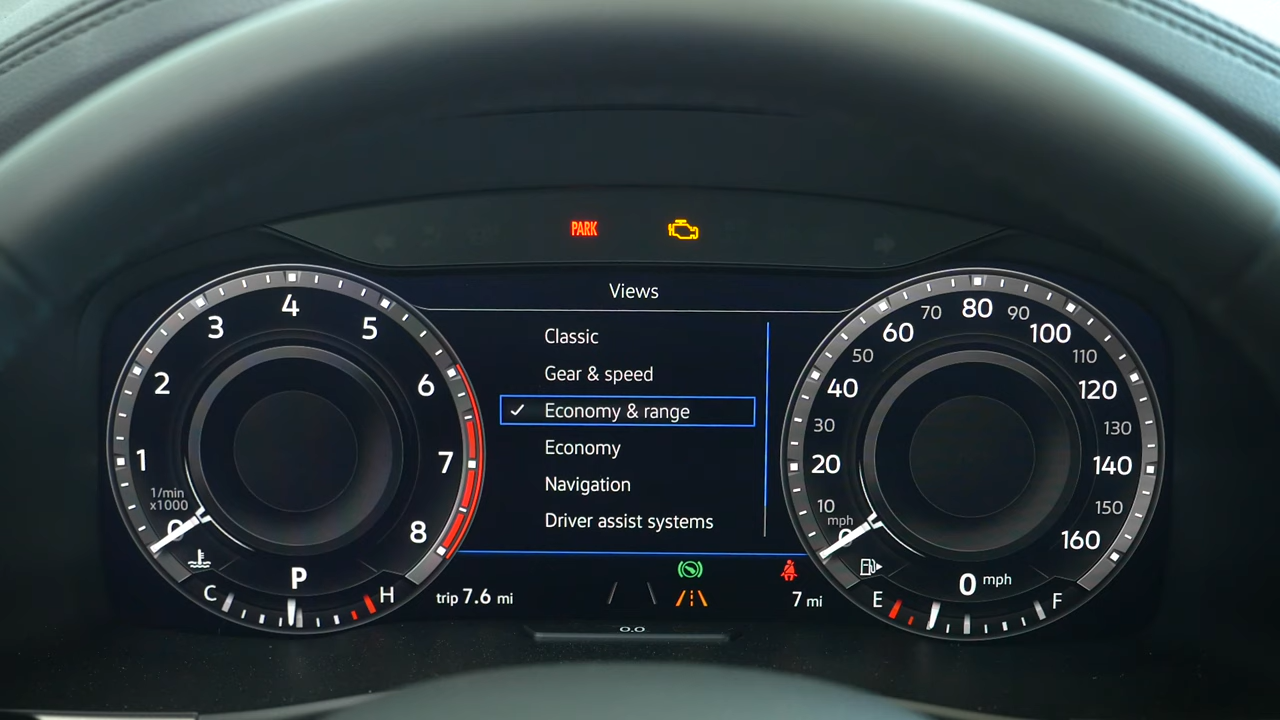 PARK
Views
Classic
Gear & speed
Economy & range
Economy
Navigation
Driver assist systems
0 1 2 3 4 5 6 7 8
1/min
x1000
P
C H
trip 7.6 mi
7 mi
0 10 20 30 40 50 60 70 80 90 100 110 120 130 140 150 160
mph
0 mph
E F
0.0